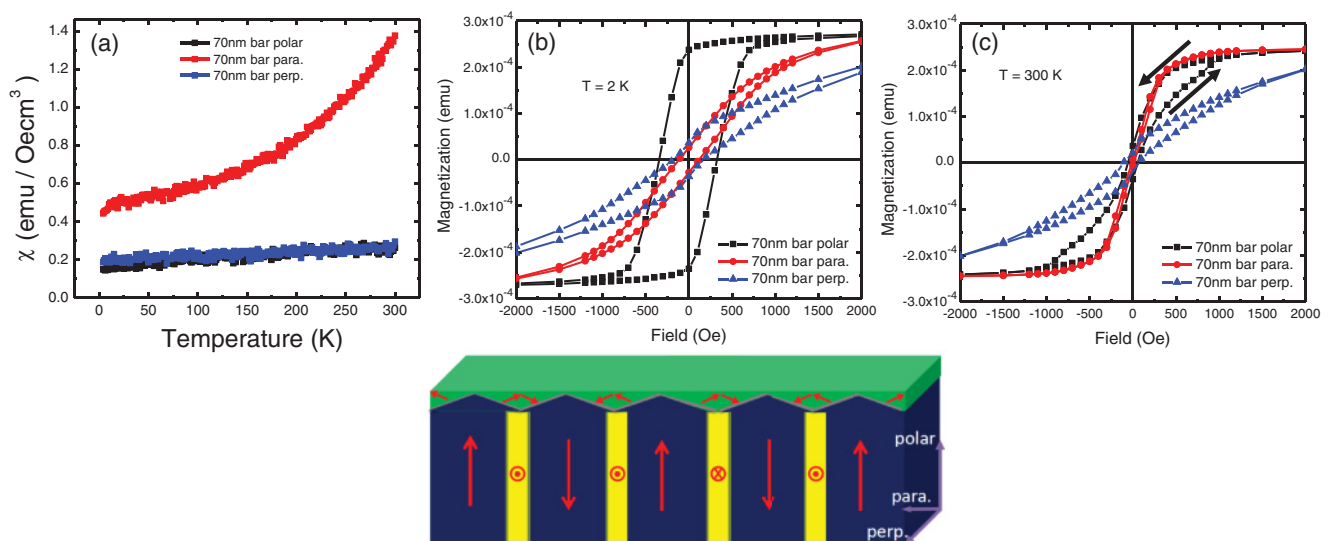 (a)
70nm bar polar
70nm bar para.
70nm bar perp.
χ (emu / Oecm³)
1.4
1.2
1.0
0.8
0.6
0.4
0.2
0.0
0 50 100 150 200 250 300
Temperature (K)
(b)
T = 2 K
Magnetization (emu)
3.0x10⁻⁴
2.0x10⁻⁴
1.0x10⁻⁴
0.0
-1.0x10⁻⁴
-2.0x10⁻⁴
-3.0x10⁻⁴
70nm bar polar
70nm bar para.
70nm bar perp.
-2000 -1500 -1000 -500 0 500 1000 1500 2000
Field (Oe)
(c)
T = 300 K
Magnetization (emu)
3.0x10⁻⁴
2.0x10⁻⁴
1.0x10⁻⁴
0.0
-1.0x10⁻⁴
-2.0x10⁻⁴
-3.0x10⁻⁴
70nm bar polar
70nm bar para.
70nm bar perp.
-2000 -1500 -1000 -500 0 500 1000 1500 2000
Field (Oe)
polar
para.
perp.